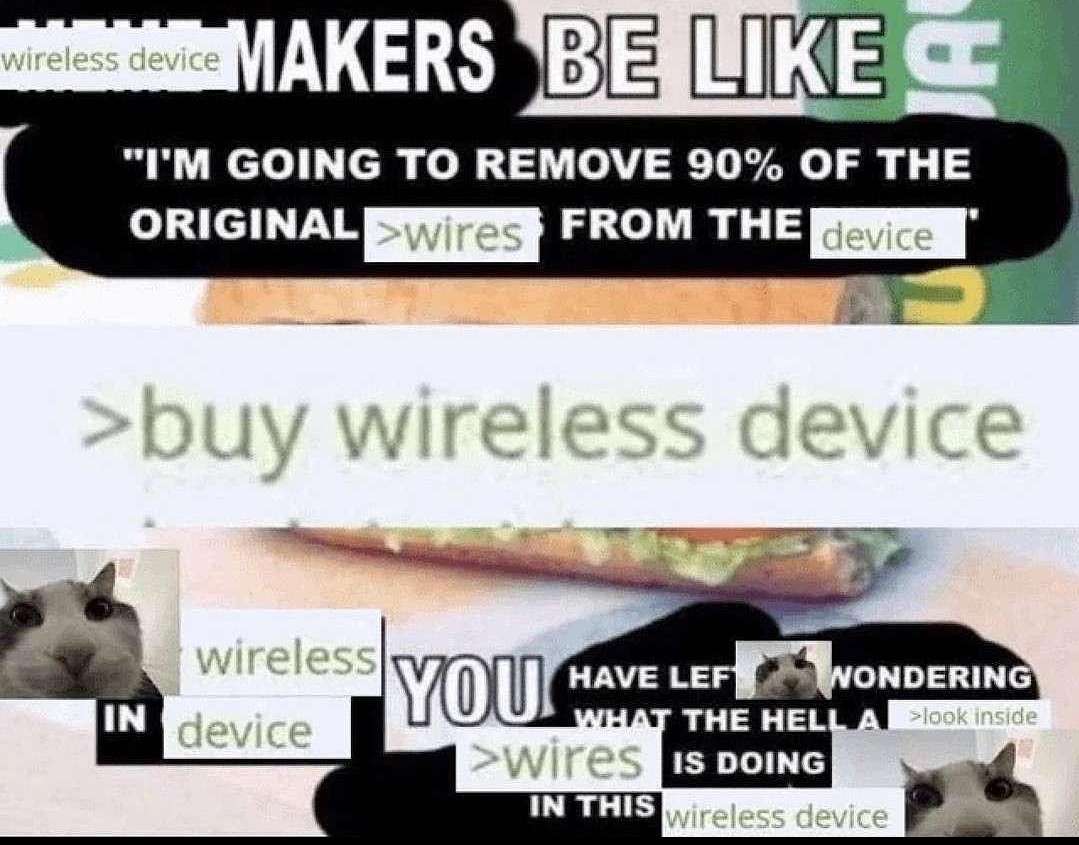 wireless device MAKERS BE LIKE
"I'M GOING TO REMOVE 90% OF THE
ORIGINAL >wires FROM THE device "
>buy wireless device
wireless
YOU
HAVE LEF WONDERING
IN device
WHAT THE HELL A >look inside
>wires IS DOING
IN THIS wireless device